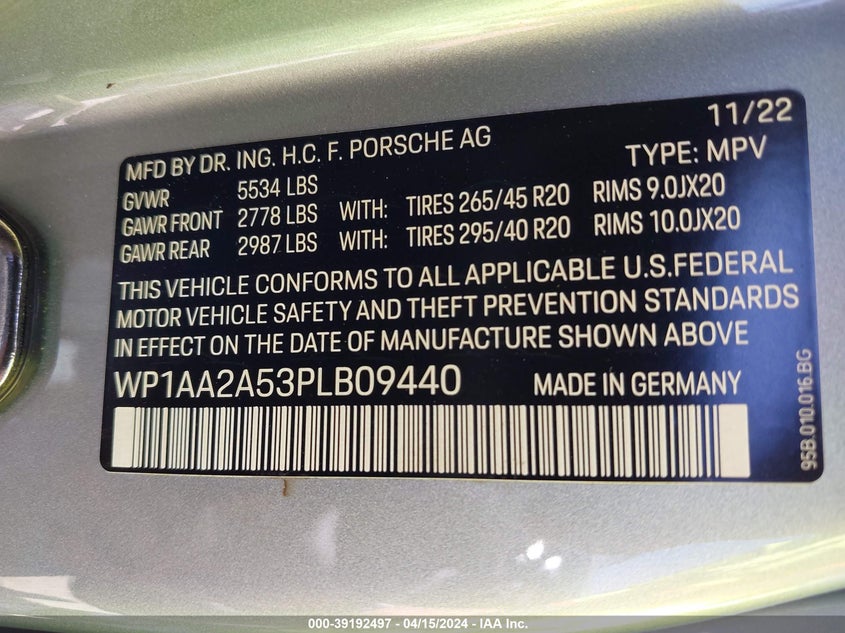 11/22
MFD BY DR. ING. H.C. F. PORSCHE AG
TYPE: MPV
GVWR 5534 LBS
GAWR FRONT 2778 LBS WITH: TIRES 265/45 R20 RIMS 9.0JX20
GAWR REAR 2987 LBS WITH: TIRES 295/40 R20 RIMS 10.0JX20
THIS VEHICLE CONFORMS TO ALL APPLICABLE U.S.FEDERAL
MOTOR VEHICLE SAFETY AND THEFT PREVENTION STANDARDS
IN EFFECT ON THE DATE OF MANUFACTURE SHOWN ABOVE
WP1AA2A53PLB09440 MADE IN GERMANY
95B.010.016.BG
000-39192497 - 04/15/2024 - IAA Inc.